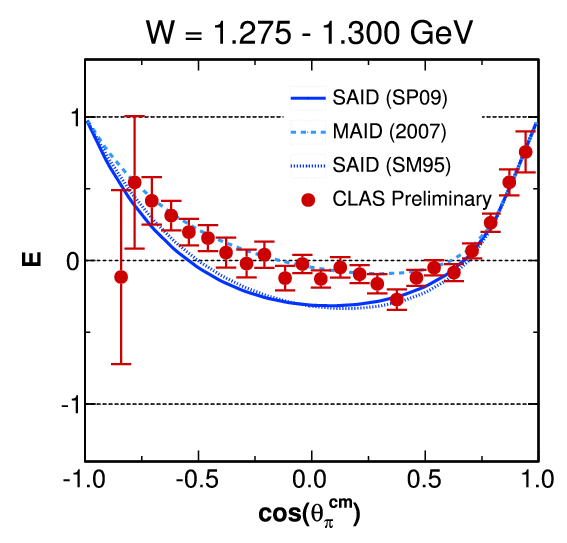 W = 1.275 - 1.300 GeV
SAID (SP09)
MAID (2007)
SAID (SM95)
CLAS Preliminary
E
1
0
-1
-1.0 -0.5 0.0 0.5 1.0
cos(θπcm)